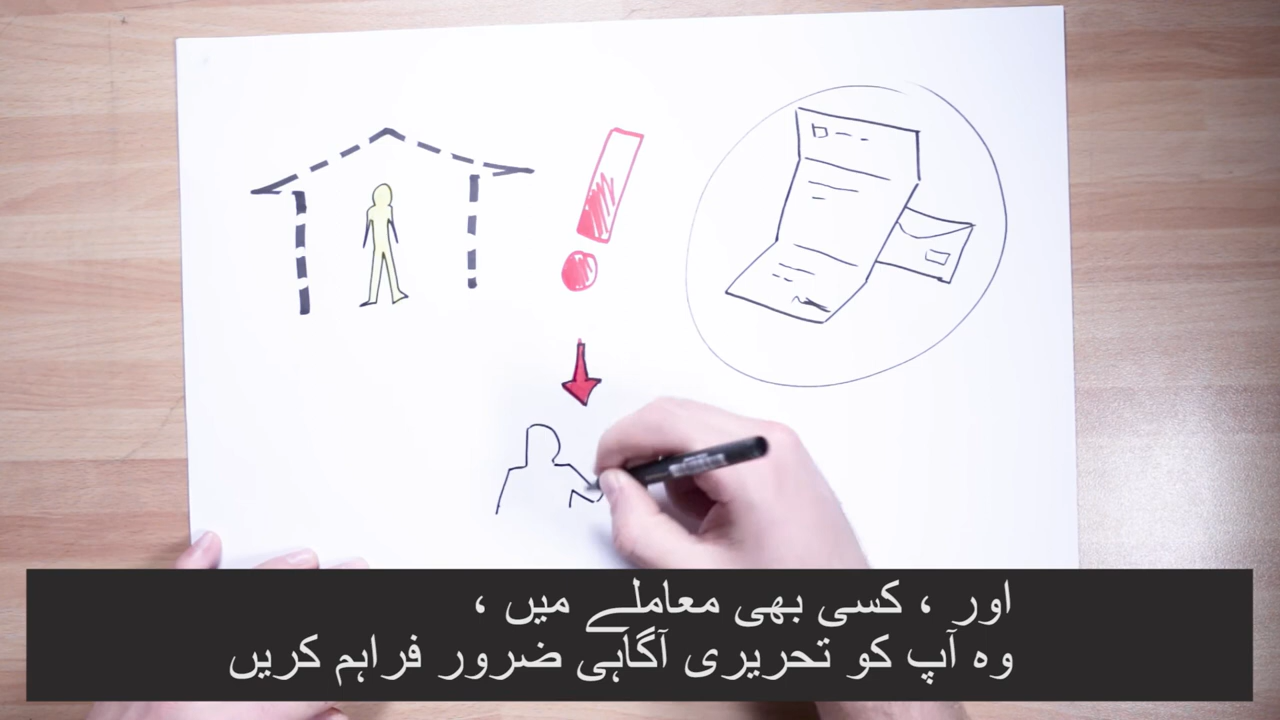 اور ، کسی بھی معاملے میں ،
وہ آپ کو تحریری آگاہی ضرور فراہم کریں